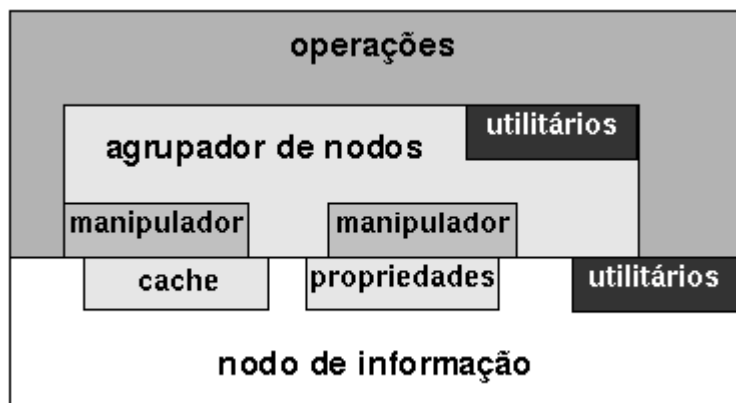 operações
utilitários
agrupador de nodos
manipulador
manipulador
cache
propriedades
utilitários
nodo de informação